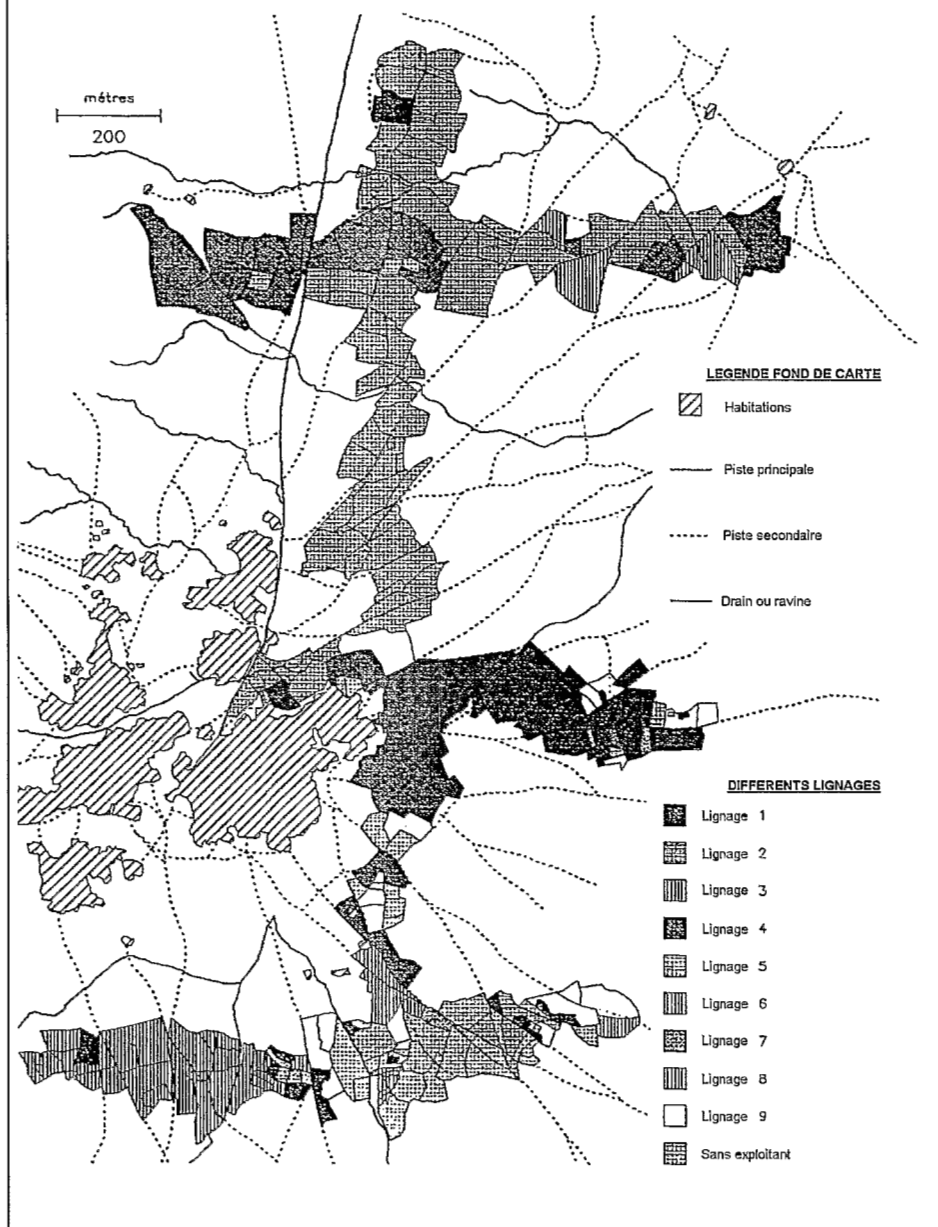 métres
200
LEGENDE FOND DE CARTE
Habitations
Piste principale
Piste secondaire
Drain ou ravine
DIFFERENTS LIGNAGES
Lignage 1
Lignage 2
Lignage 3
Lignage 4
Lignage 5
Lignage 6
Lignage 7
Lignage 8
Lignage 9
Sans exploitant